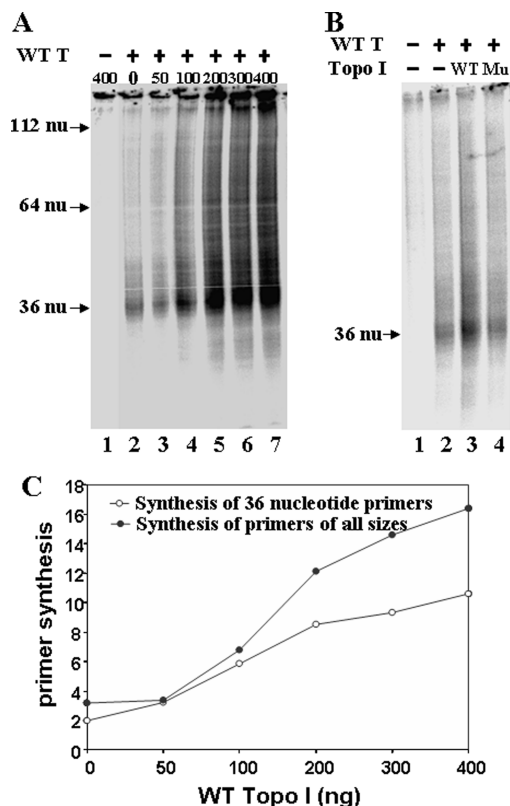 A
WT T − + + + + + +
400 0 50 100 200 300 400
112 nu
64 nu
36 nu
1 2 3 4 5 6 7
B
WT T − + + +
Topo I − − WT Mu
36 nu
1 2 3 4
C
Synthesis of 36 nucleotide primers
Synthesis of primers of all sizes
primer synthesis
18
16
14
12
10
8
6
4
2
0
0 50 100 200 300 400
WT Topo I (ng)